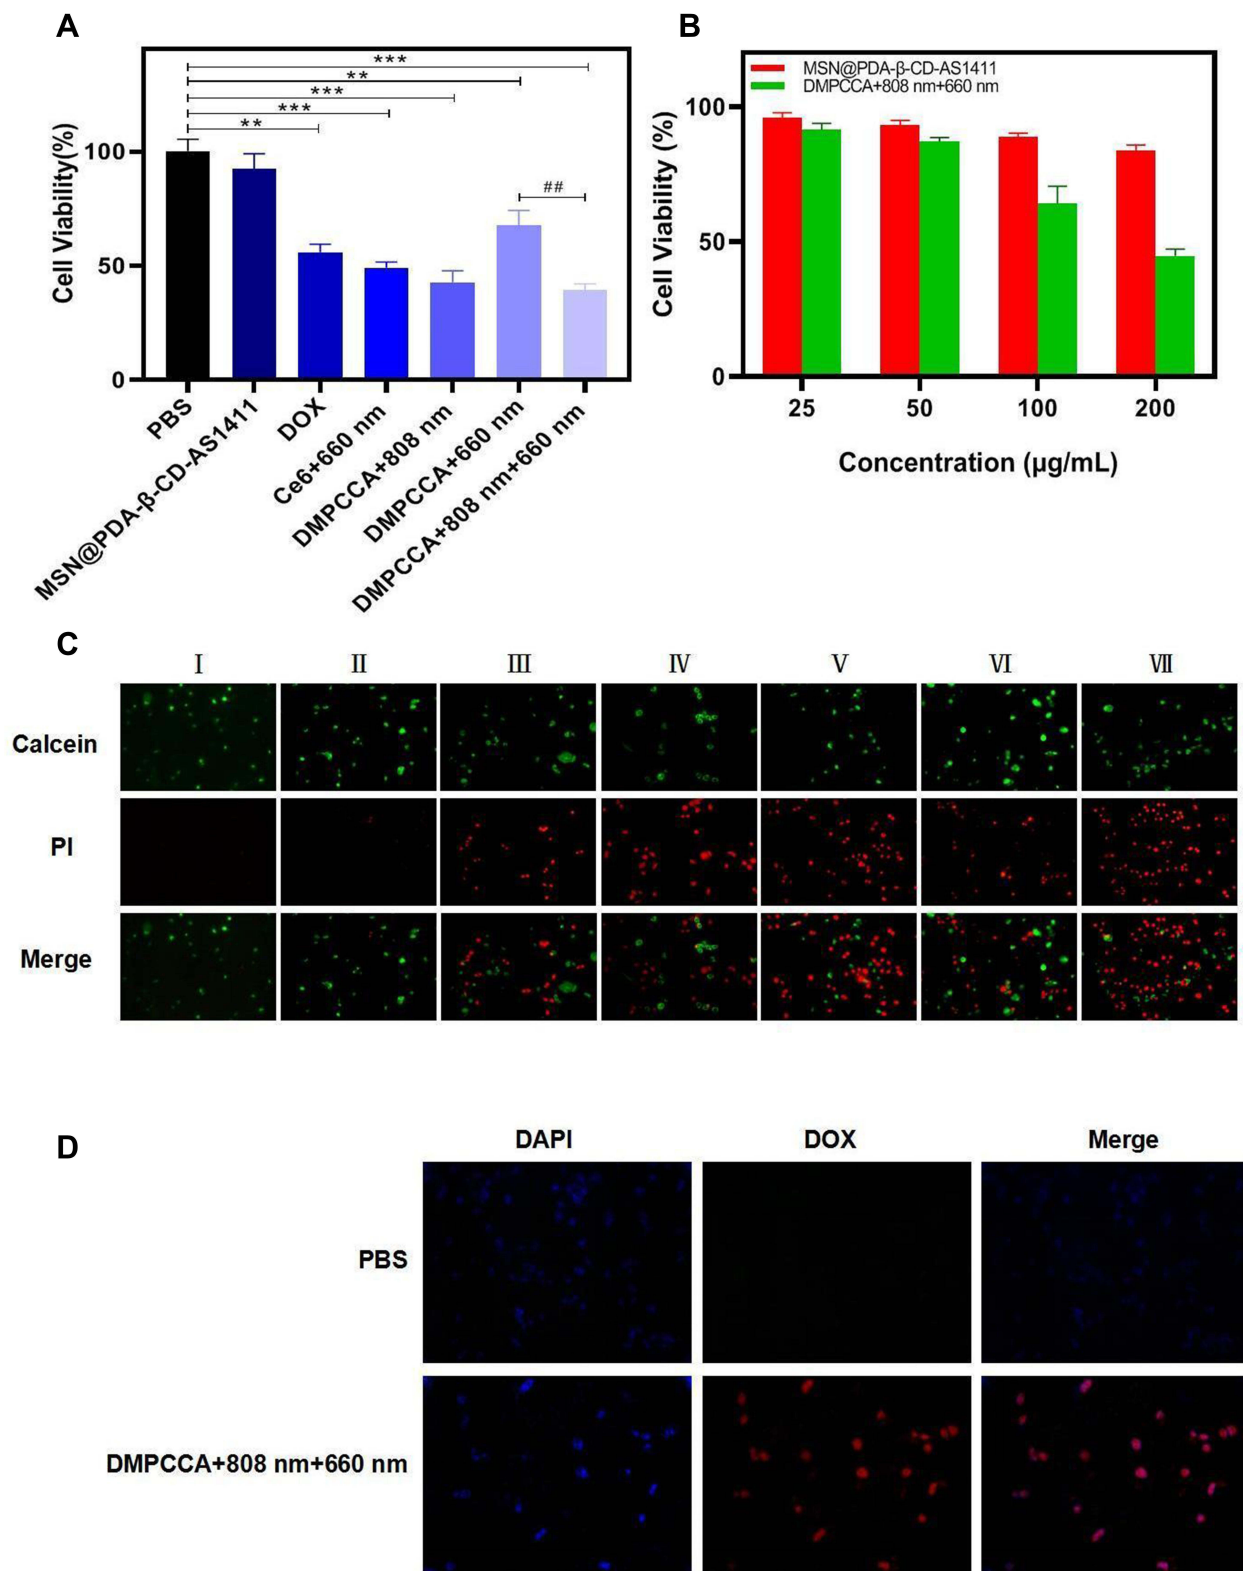 A
***
**
***
***
**
##
Cell Viability(%)
100
50
0
PBS
MSN@PDA-β-CD-AS1411
DOX
Ce6+660 nm
DMPCCA+808 nm
DMPCCA+660 nm
DMPCCA+808 nm+660 nm
B
MSN@PDA-β-CD-AS1411
DMPCCA+808 nm+660 nm
Cell Viability (%)
100
50
0
25 50 100 200
Concentration (μg/mL)
C
Ⅰ Ⅱ Ⅲ Ⅳ Ⅴ Ⅵ Ⅶ
Calcein
PI
Merge
D
DAPI DOX Merge
PBS
DMPCCA+808 nm+660 nm